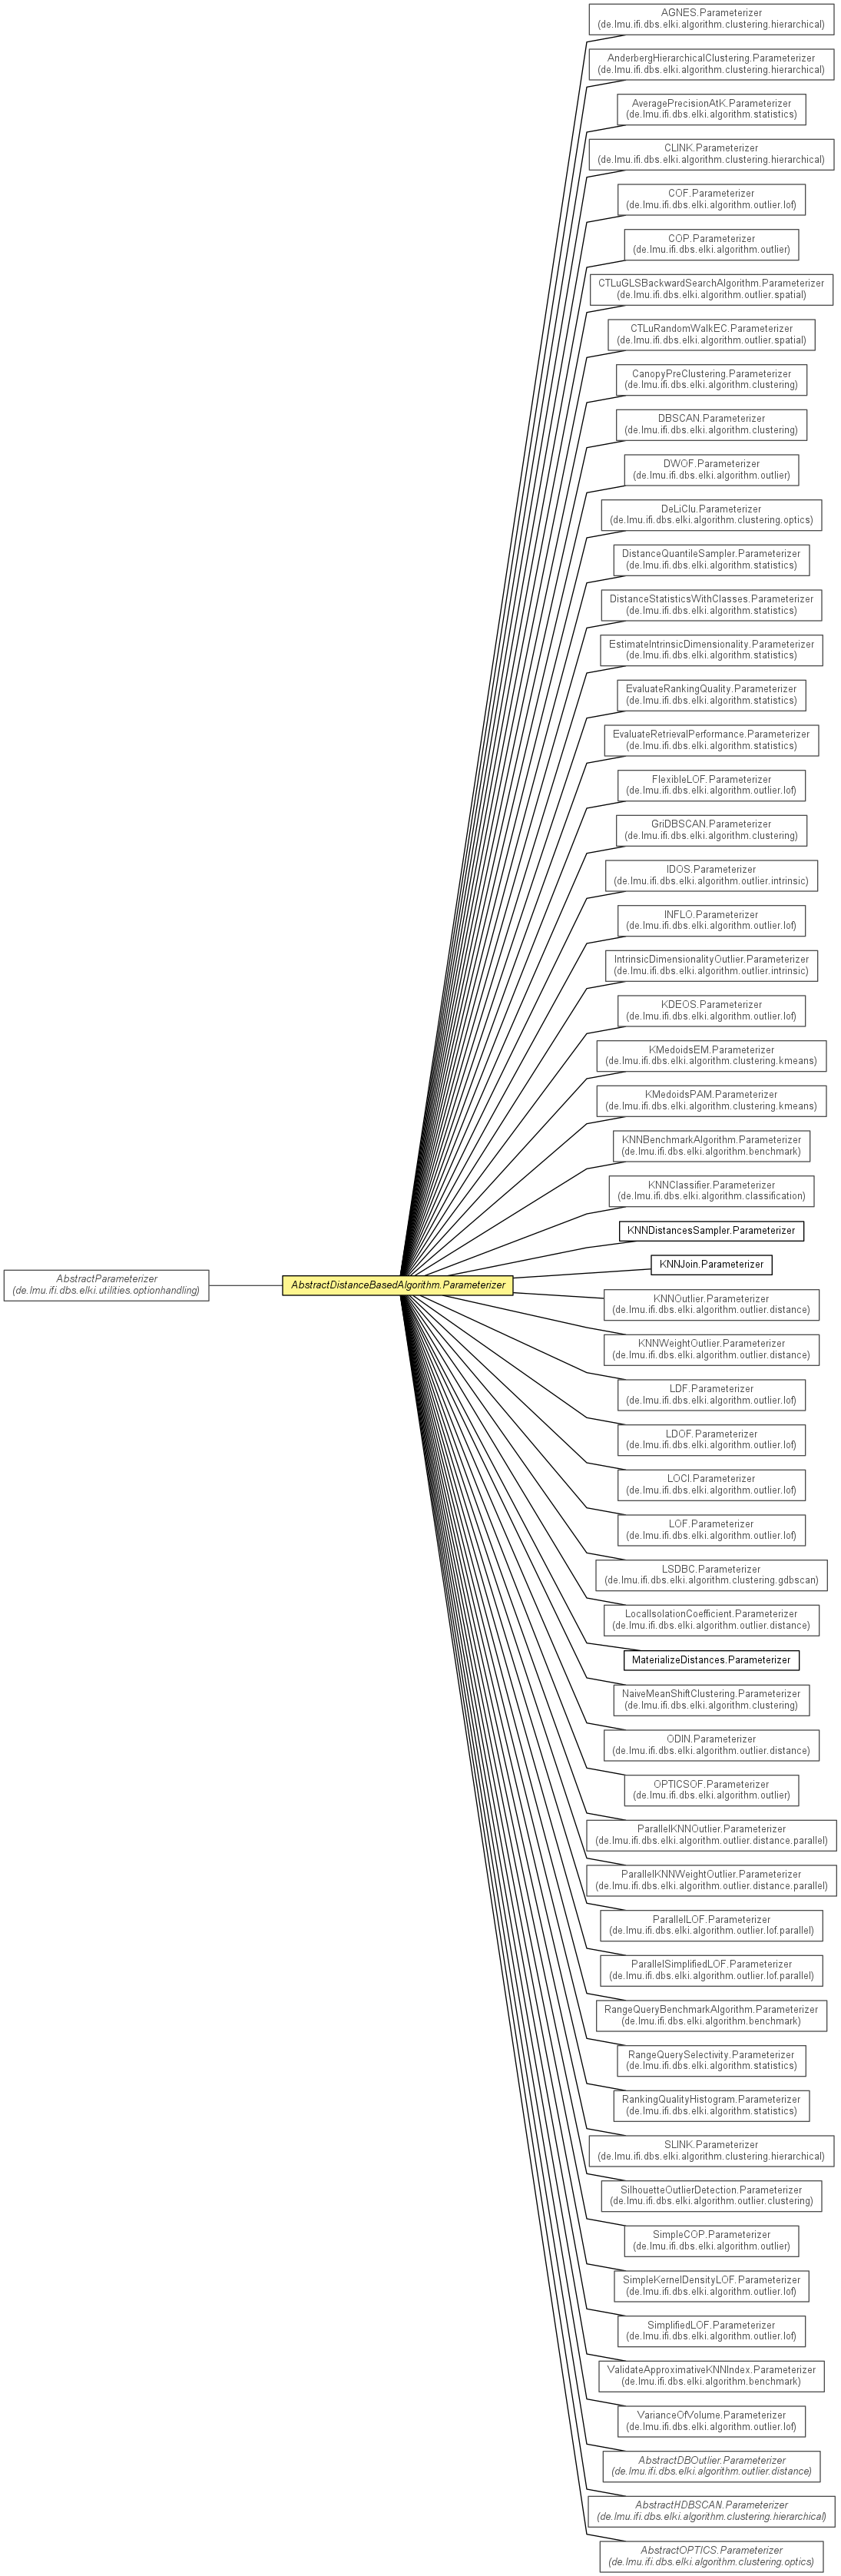 AGNES.Parameterizer
(de.lmu.ifi.dbs.elki.algorithm.clustering.hierarchical)
AnderbergHierarchicalClustering.Parameterizer
(de.lmu.ifi.dbs.elki.algorithm.clustering.hierarchical)
AveragePrecisionAtK.Parameterizer
(de.lmu.ifi.dbs.elki.algorithm.statistics)
CLINK.Parameterizer
(de.lmu.ifi.dbs.elki.algorithm.clustering.hierarchical)
COF.Parameterizer
(de.lmu.ifi.dbs.elki.algorithm.outlier.lof)
COP.Parameterizer
(de.lmu.ifi.dbs.elki.algorithm.outlier)
CTLuGLSBackwardSearchAlgorithm.Parameterizer
(de.lmu.ifi.dbs.elki.algorithm.outlier.spatial)
CTLuRandomWalkEC.Parameterizer
(de.lmu.ifi.dbs.elki.algorithm.outlier.spatial)
CanopyPreClustering.Parameterizer
(de.lmu.ifi.dbs.elki.algorithm.clustering)
DBSCAN.Parameterizer
(de.lmu.ifi.dbs.elki.algorithm.clustering)
DWOF.Parameterizer
(de.lmu.ifi.dbs.elki.algorithm.outlier)
DeLiClu.Parameterizer
(de.lmu.ifi.dbs.elki.algorithm.clustering.optics)
DistanceQuantileSampler.Parameterizer
(de.lmu.ifi.dbs.elki.algorithm.statistics)
DistanceStatisticsWithClasses.Parameterizer
(de.lmu.ifi.dbs.elki.algorithm.statistics)
EstimateIntrinsicDimensionality.Parameterizer
(de.lmu.ifi.dbs.elki.algorithm.statistics)
EvaluateRankingQuality.Parameterizer
(de.lmu.ifi.dbs.elki.algorithm.statistics)
EvaluateRetrievalPerformance.Parameterizer
(de.lmu.ifi.dbs.elki.algorithm.statistics)
FlexibleLOF.Parameterizer
(de.lmu.ifi.dbs.elki.algorithm.outlier.lof)
GriDBSCAN.Parameterizer
(de.lmu.ifi.dbs.elki.algorithm.clustering)
IDOS.Parameterizer
(de.lmu.ifi.dbs.elki.algorithm.outlier.intrinsic)
INFLO.Parameterizer
(de.lmu.ifi.dbs.elki.algorithm.outlier.lof)
IntrinsicDimensionalityOutlier.Parameterizer
(de.lmu.ifi.dbs.elki.algorithm.outlier.intrinsic)
KDEOS.Parameterizer
(de.lmu.ifi.dbs.elki.algorithm.outlier.lof)
KMedoidsEM.Parameterizer
(de.lmu.ifi.dbs.elki.algorithm.clustering.kmeans)
KMedoidsPAM.Parameterizer
(de.lmu.ifi.dbs.elki.algorithm.clustering.kmeans)
KNNBenchmarkAlgorithm.Parameterizer
(de.lmu.ifi.dbs.elki.algorithm.benchmark)
KNNClassifier.Parameterizer
(de.lmu.ifi.dbs.elki.algorithm.classification)
KNNDistancesSampler.Parameterizer
KNNJoin.Parameterizer
AbstractParameterizer
(de.lmu.ifi.dbs.elki.utilities.optionhandling)
AbstractDistanceBasedAlgorithm.Parameterizer
KNNOutlier.Parameterizer
(de.lmu.ifi.dbs.elki.algorithm.outlier.distance)
KNNWeightOutlier.Parameterizer
(de.lmu.ifi.dbs.elki.algorithm.outlier.distance)
LDF.Parameterizer
(de.lmu.ifi.dbs.elki.algorithm.outlier.lof)
LDOF.Parameterizer
(de.lmu.ifi.dbs.elki.algorithm.outlier.lof)
LOCI.Parameterizer
(de.lmu.ifi.dbs.elki.algorithm.outlier.lof)
LOF.Parameterizer
(de.lmu.ifi.dbs.elki.algorithm.outlier.lof)
LSDBC.Parameterizer
(de.lmu.ifi.dbs.elki.algorithm.clustering.gdbscan)
LocalIsolationCoefficient.Parameterizer
(de.lmu.ifi.dbs.elki.algorithm.outlier.distance)
MaterializeDistances.Parameterizer
NaiveMeanShiftClustering.Parameterizer
(de.lmu.ifi.dbs.elki.algorithm.clustering)
ODIN.Parameterizer
(de.lmu.ifi.dbs.elki.algorithm.outlier.distance)
OPTICSOF.Parameterizer
(de.lmu.ifi.dbs.elki.algorithm.outlier)
ParallelKNNOutlier.Parameterizer
(de.lmu.ifi.dbs.elki.algorithm.outlier.distance.parallel)
ParallelKNNWeightOutlier.Parameterizer
(de.lmu.ifi.dbs.elki.algorithm.outlier.distance.parallel)
ParallelLOF.Parameterizer
(de.lmu.ifi.dbs.elki.algorithm.outlier.lof.parallel)
ParallelSimplifiedLOF.Parameterizer
(de.lmu.ifi.dbs.elki.algorithm.outlier.lof.parallel)
RangeQueryBenchmarkAlgorithm.Parameterizer
(de.lmu.ifi.dbs.elki.algorithm.benchmark)
RangeQuerySelectivity.Parameterizer
(de.lmu.ifi.dbs.elki.algorithm.statistics)
RankingQualityHistogram.Parameterizer
(de.lmu.ifi.dbs.elki.algorithm.statistics)
SLINK.Parameterizer
(de.lmu.ifi.dbs.elki.algorithm.clustering.hierarchical)
SilhouetteOutlierDetection.Parameterizer
(de.lmu.ifi.dbs.elki.algorithm.outlier.clustering)
SimpleCOP.Parameterizer
(de.lmu.ifi.dbs.elki.algorithm.outlier)
SimpleKernelDensityLOF.Parameterizer
(de.lmu.ifi.dbs.elki.algorithm.outlier.lof)
SimplifiedLOF.Parameterizer
(de.lmu.ifi.dbs.elki.algorithm.outlier.lof)
ValidateApproximativeKNNIndex.Parameterizer
(de.lmu.ifi.dbs.elki.algorithm.benchmark)
VarianceOfVolume.Parameterizer
(de.lmu.ifi.dbs.elki.algorithm.outlier.lof)
AbstractDBOutlier.Parameterizer
(de.lmu.ifi.dbs.elki.algorithm.outlier.distance)
AbstractHDBSCAN.Parameterizer
(de.lmu.ifi.dbs.elki.algorithm.clustering.hierarchical)
AbstractOPTICS.Parameterizer
(de.lmu.ifi.dbs.elki.algorithm.clustering.optics)